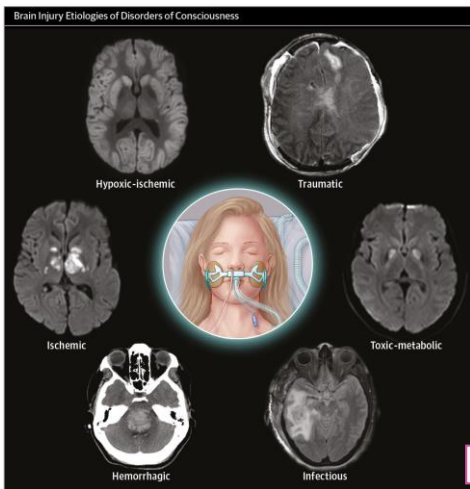 Brain Injury Etiologies of Disorders of Consciousness
Hypoxic-ischemic
Traumatic
Ischemic
Toxic-metabolic
Hemorrhagic
Infectious